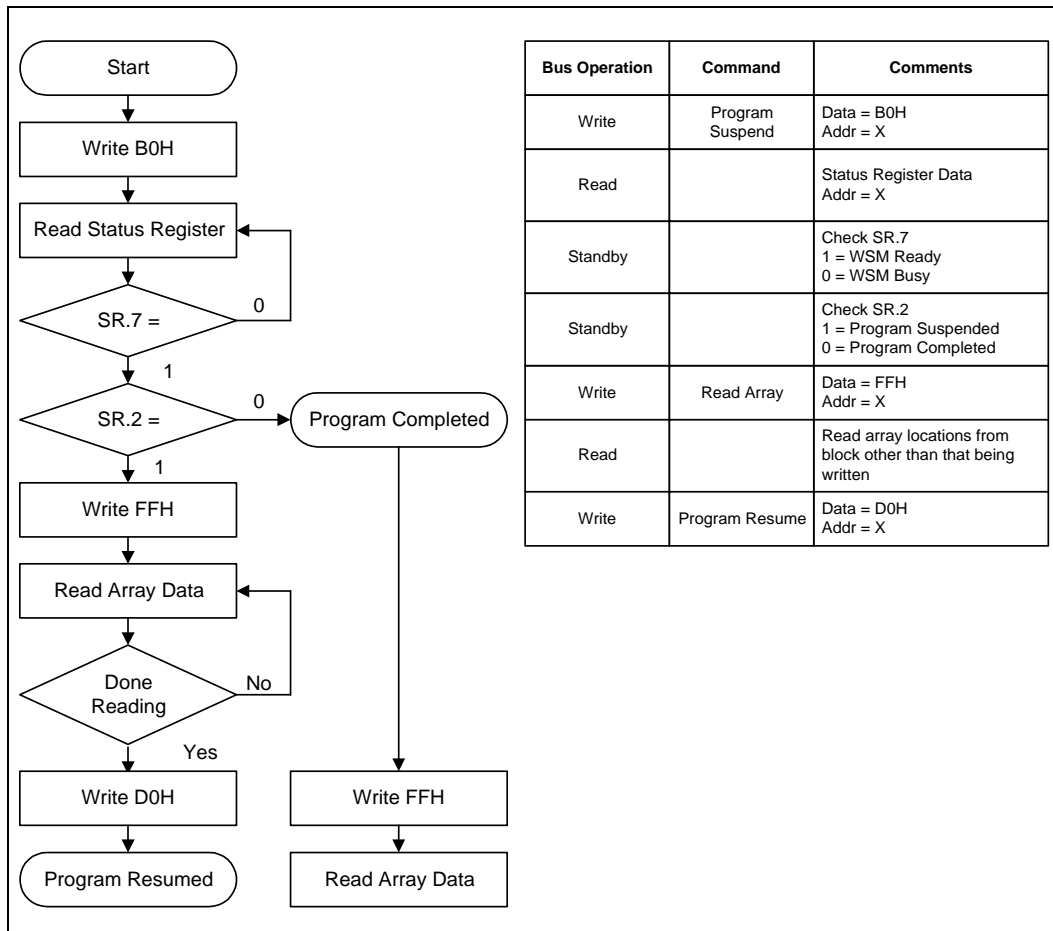 Start
Write B0H
Read Status Register
SR.7 =
0
1
SR.2 =
0
Program Completed
1
Write FFH
Read Array Data
Done
Reading
No
Yes
Write D0H
Write FFH
Program Resumed
Read Array Data
Bus Operation Command Comments
Write Program Suspend Data = B0H
Addr = X
Read Status Register Data
Addr = X
Standby Check SR.7
1 = WSM Ready
0 = WSM Busy
Standby Check SR.2
1 = Program Suspended
0 = Program Completed
Write Read Array Data = FFH
Addr = X
Read Read array locations from
block other than that being
written
Write Program Resume Data = D0H
Addr = X